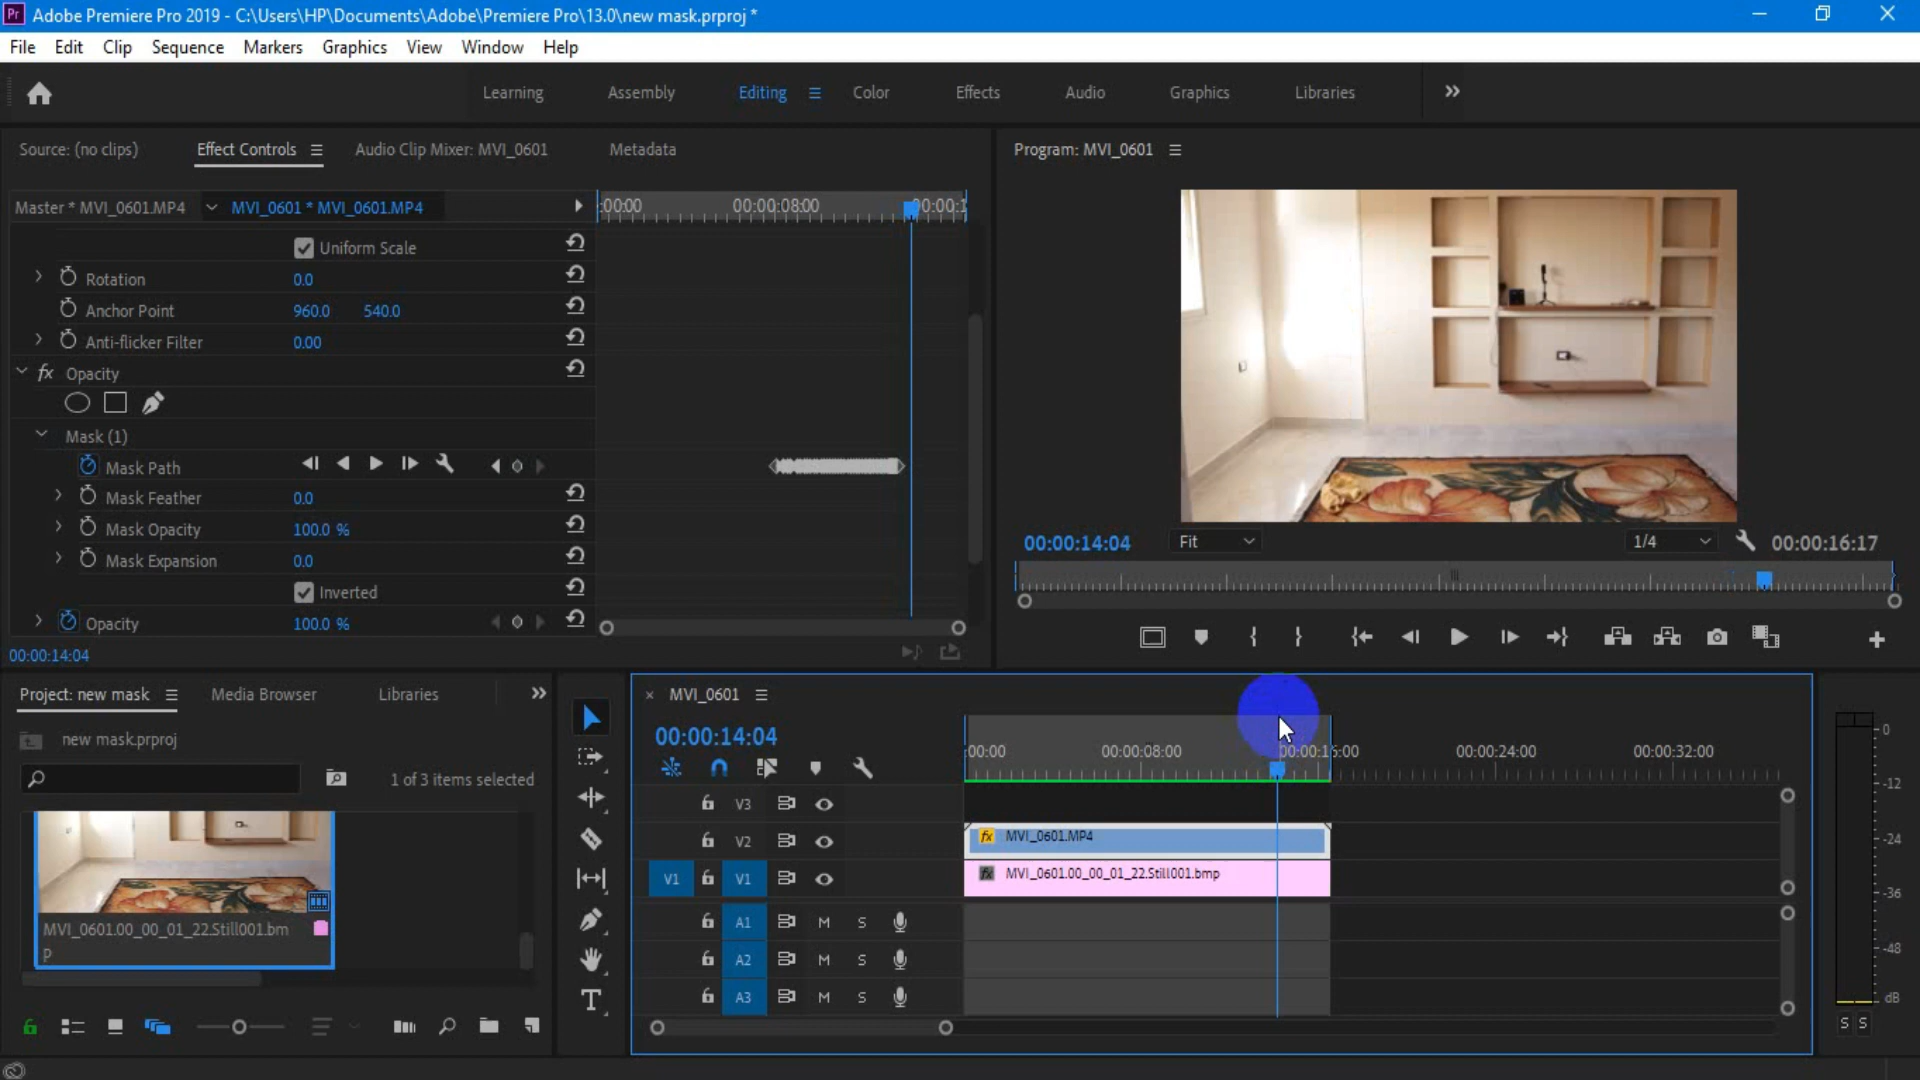 Pr Adobe Premiere Pro 2019 - C:\Users\HP\Documents\Adobe\Premiere Pro\13.0\new mask.prproj *
File Edit Clip Sequence Markers Graphics View Window Help
Learning Assembly Editing Color Effects Audio Graphics Libraries
Source: (no clips) Effect Controls Audio Clip Mixer: MVI_0601 Metadata
Program: MVI_0601
Master * MVI_0601.MP4 MVI_0601 * MVI_0601.MP4
:00:00 00:00:08:00 00:00:1
Uniform Scale
Rotation 0.0
Anchor Point 960.0 540.0
Anti-flicker Filter 0.00
fx Opacity
Mask (1)
Mask Path
Mask Feather 0.0
Mask Opacity 100.0 %
Mask Expansion 0.0
Inverted
Opacity 100.0 %
00:00:14:04
00:00:14:04 Fit 1/4 00:00:16:17
Project: new mask Media Browser Libraries
new mask.prproj
1 of 3 items selected
MVI_0601.00_00_01_22.Still001.bm
p
MVI_0601
00:00:14:04
:00:00 00:00:08:00 00:00:16:00 00:00:24:00 00:00:32:00
V3
V2 fx MVI_0601.MP4
V1 V1 fx MVI_0601.00_00_01_22.Still001.bmp
A1 M S
A2 M S
A3 M S
T
0
-12
-24
-36
-48
dB
S S